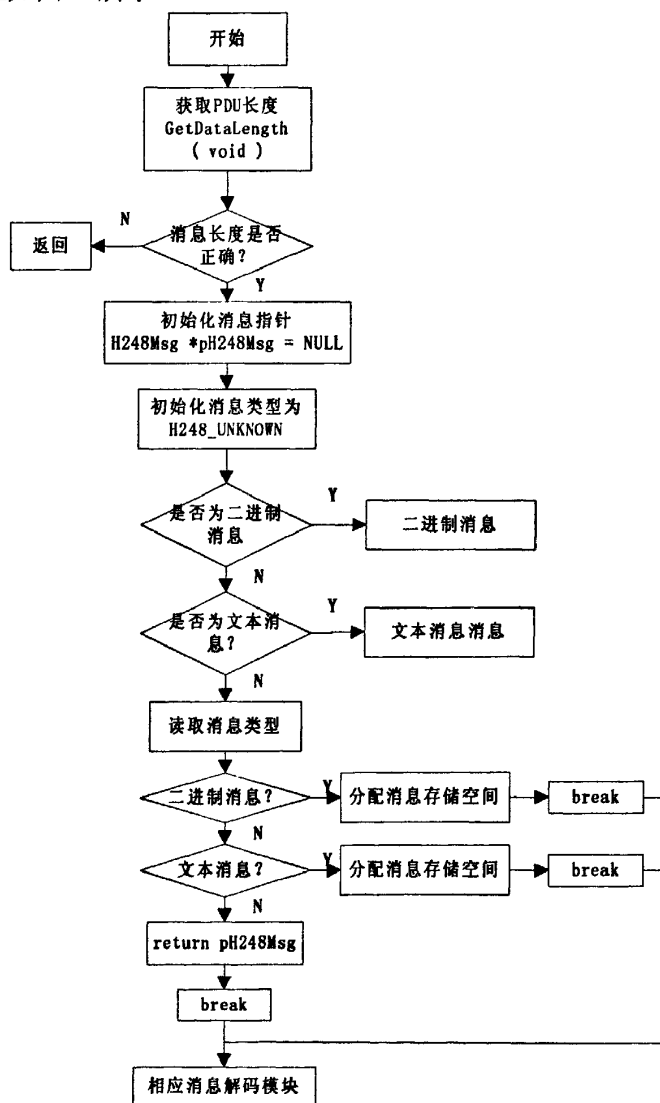 开始
获取PDU长度
GetDataLength
( void )
N
消息长度是否
正确?
返回
Y
初始化消息指针
H248Msg *pH248Msg = NULL
初始化消息类型为
H248_UNKNOWN
是否为二进制
消息
Y
二进制消息
N
是否为文本消
息?
Y
文本消息消息
N
读取消息类型
二进制消息?
Y
分配消息存储空间
break
N
文本消息?
Y
分配消息存储空间
break
N
return pH248Msg
break
相应消息解码模块